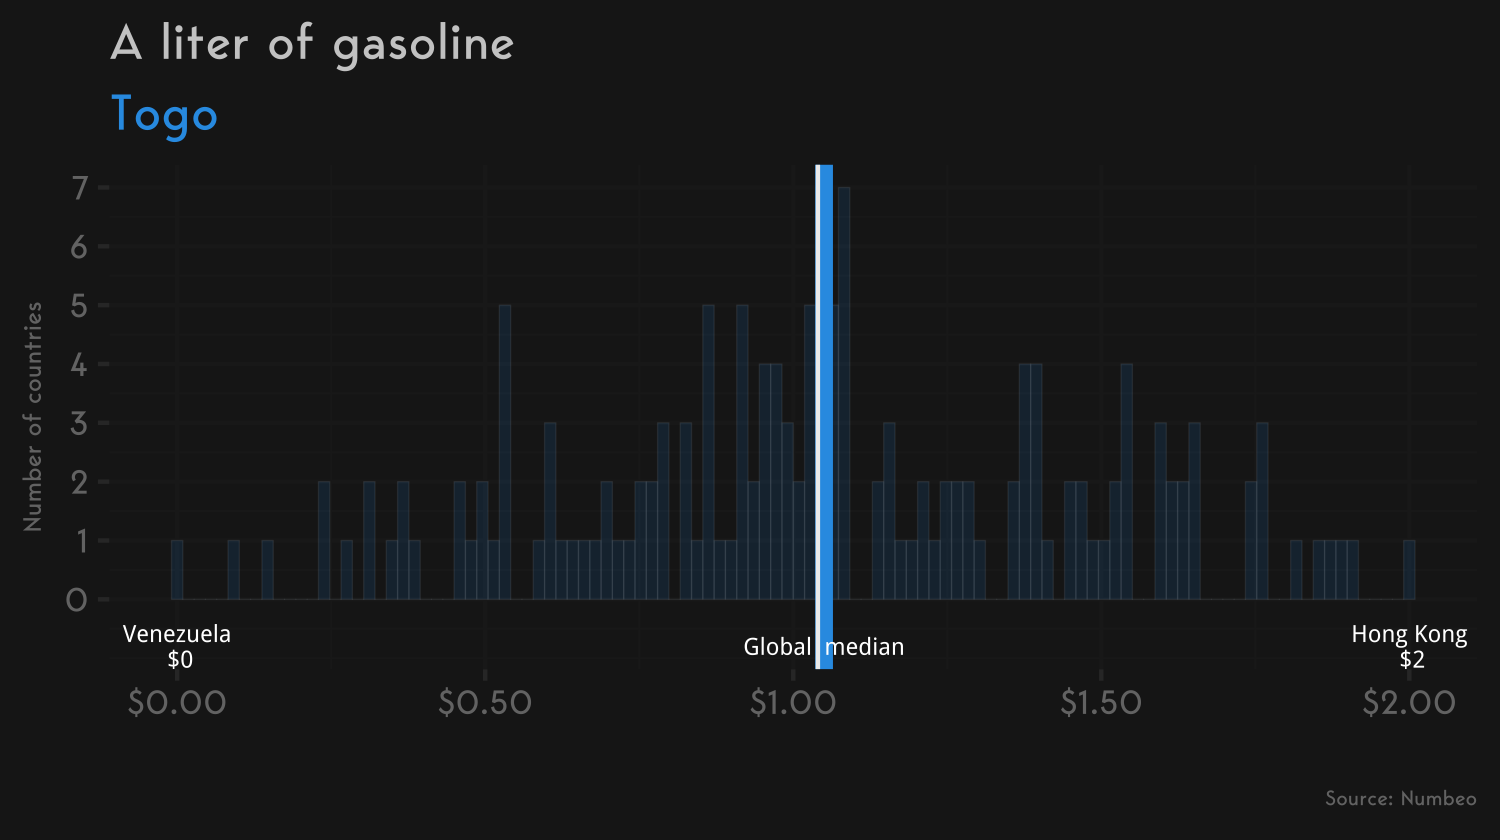 A liter of gasoline
Togo
Number of countries
7
6
5
4
3
2
1
0
Venezuela
$0
Global median
Hong Kong
$2
$0.00
$0.50
$1.00
$1.50
$2.00
Source: Numbeo